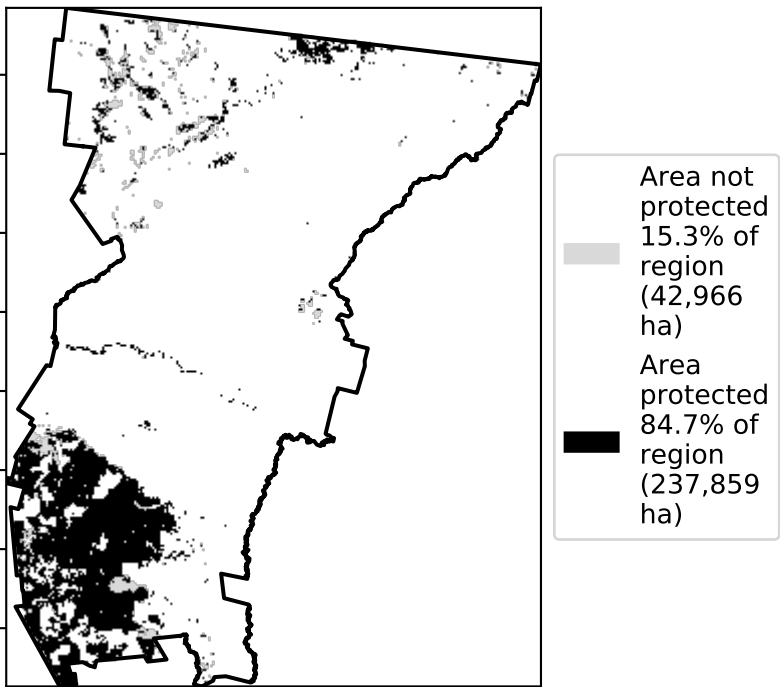 Area not
protected
15.3% of
region
(42,966
ha)
Area
protected
84.7% of
region
(237,859
ha)